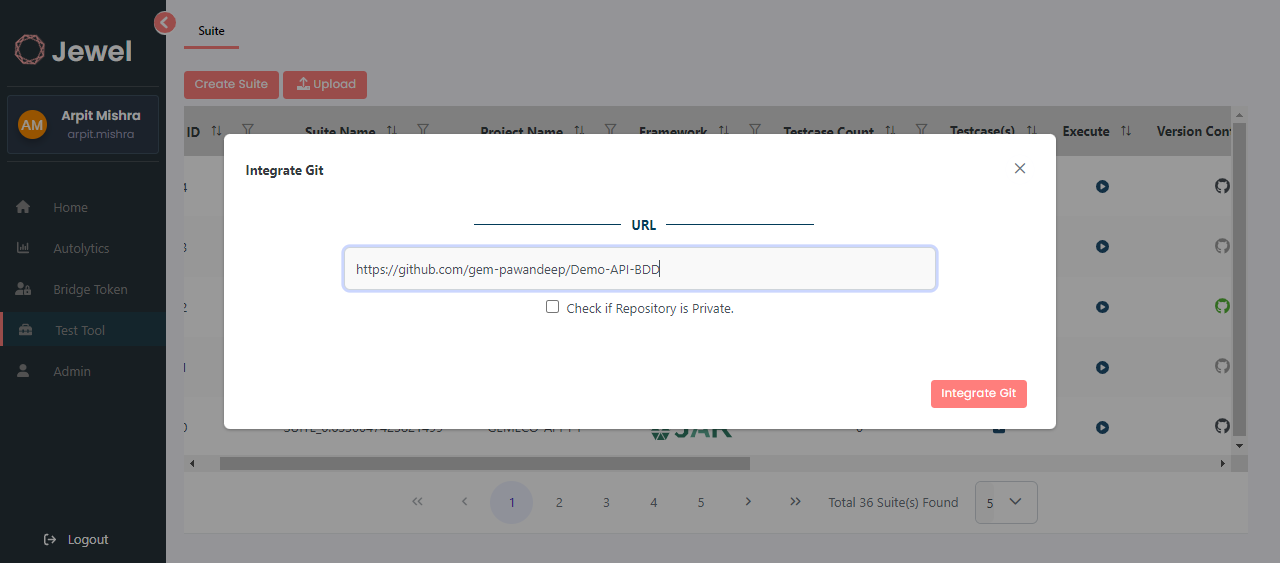 Jewel
AM
Arpit Mishra
arpit.mishra
Home
Autolytics
Bridge Token
Test Tool
Admin
Logout
Suite
Create Suite
Upload
ID Suite Name Project Name Framework Testcase Count Testcase(s) Execute Version Con
Integrate Git
URL
https://github.com/gem-pawandeep/Demo-API-BDD
Check if Repository is Private.
Integrate Git
1 2 3 4 5 Total 36 Suite(s) Found 5